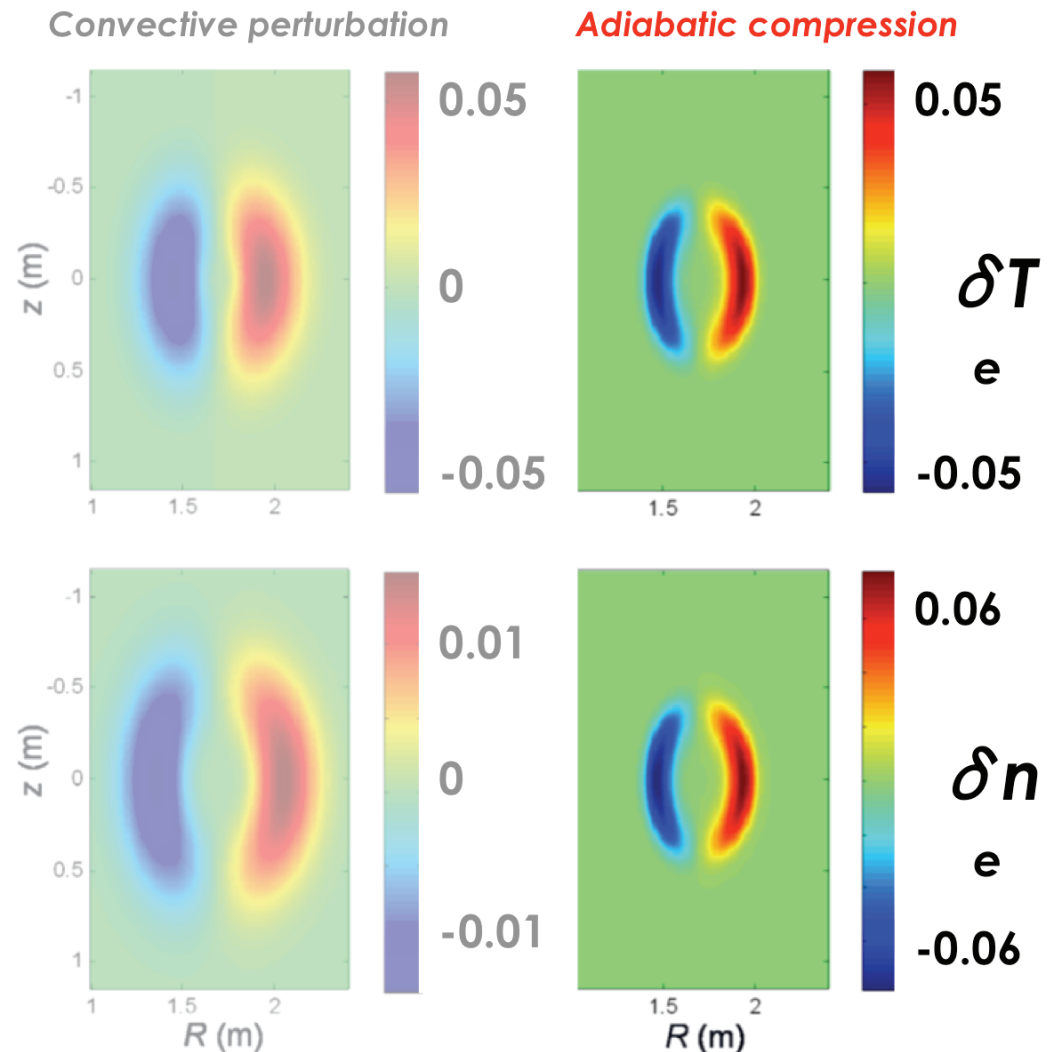 Convective perturbation
Adiabatic compression
-1
-0.5
0
0.5
1
z (m)
1 1.5 2
0.05
0
-0.05
1.5 2
0.05
δT
e
-0.05
-1
-0.5
0
0.5
1
z (m)
1 1.5 2
R (m)
0.01
0
-0.01
1.5 2
R (m)
0.06
δn
e
-0.06